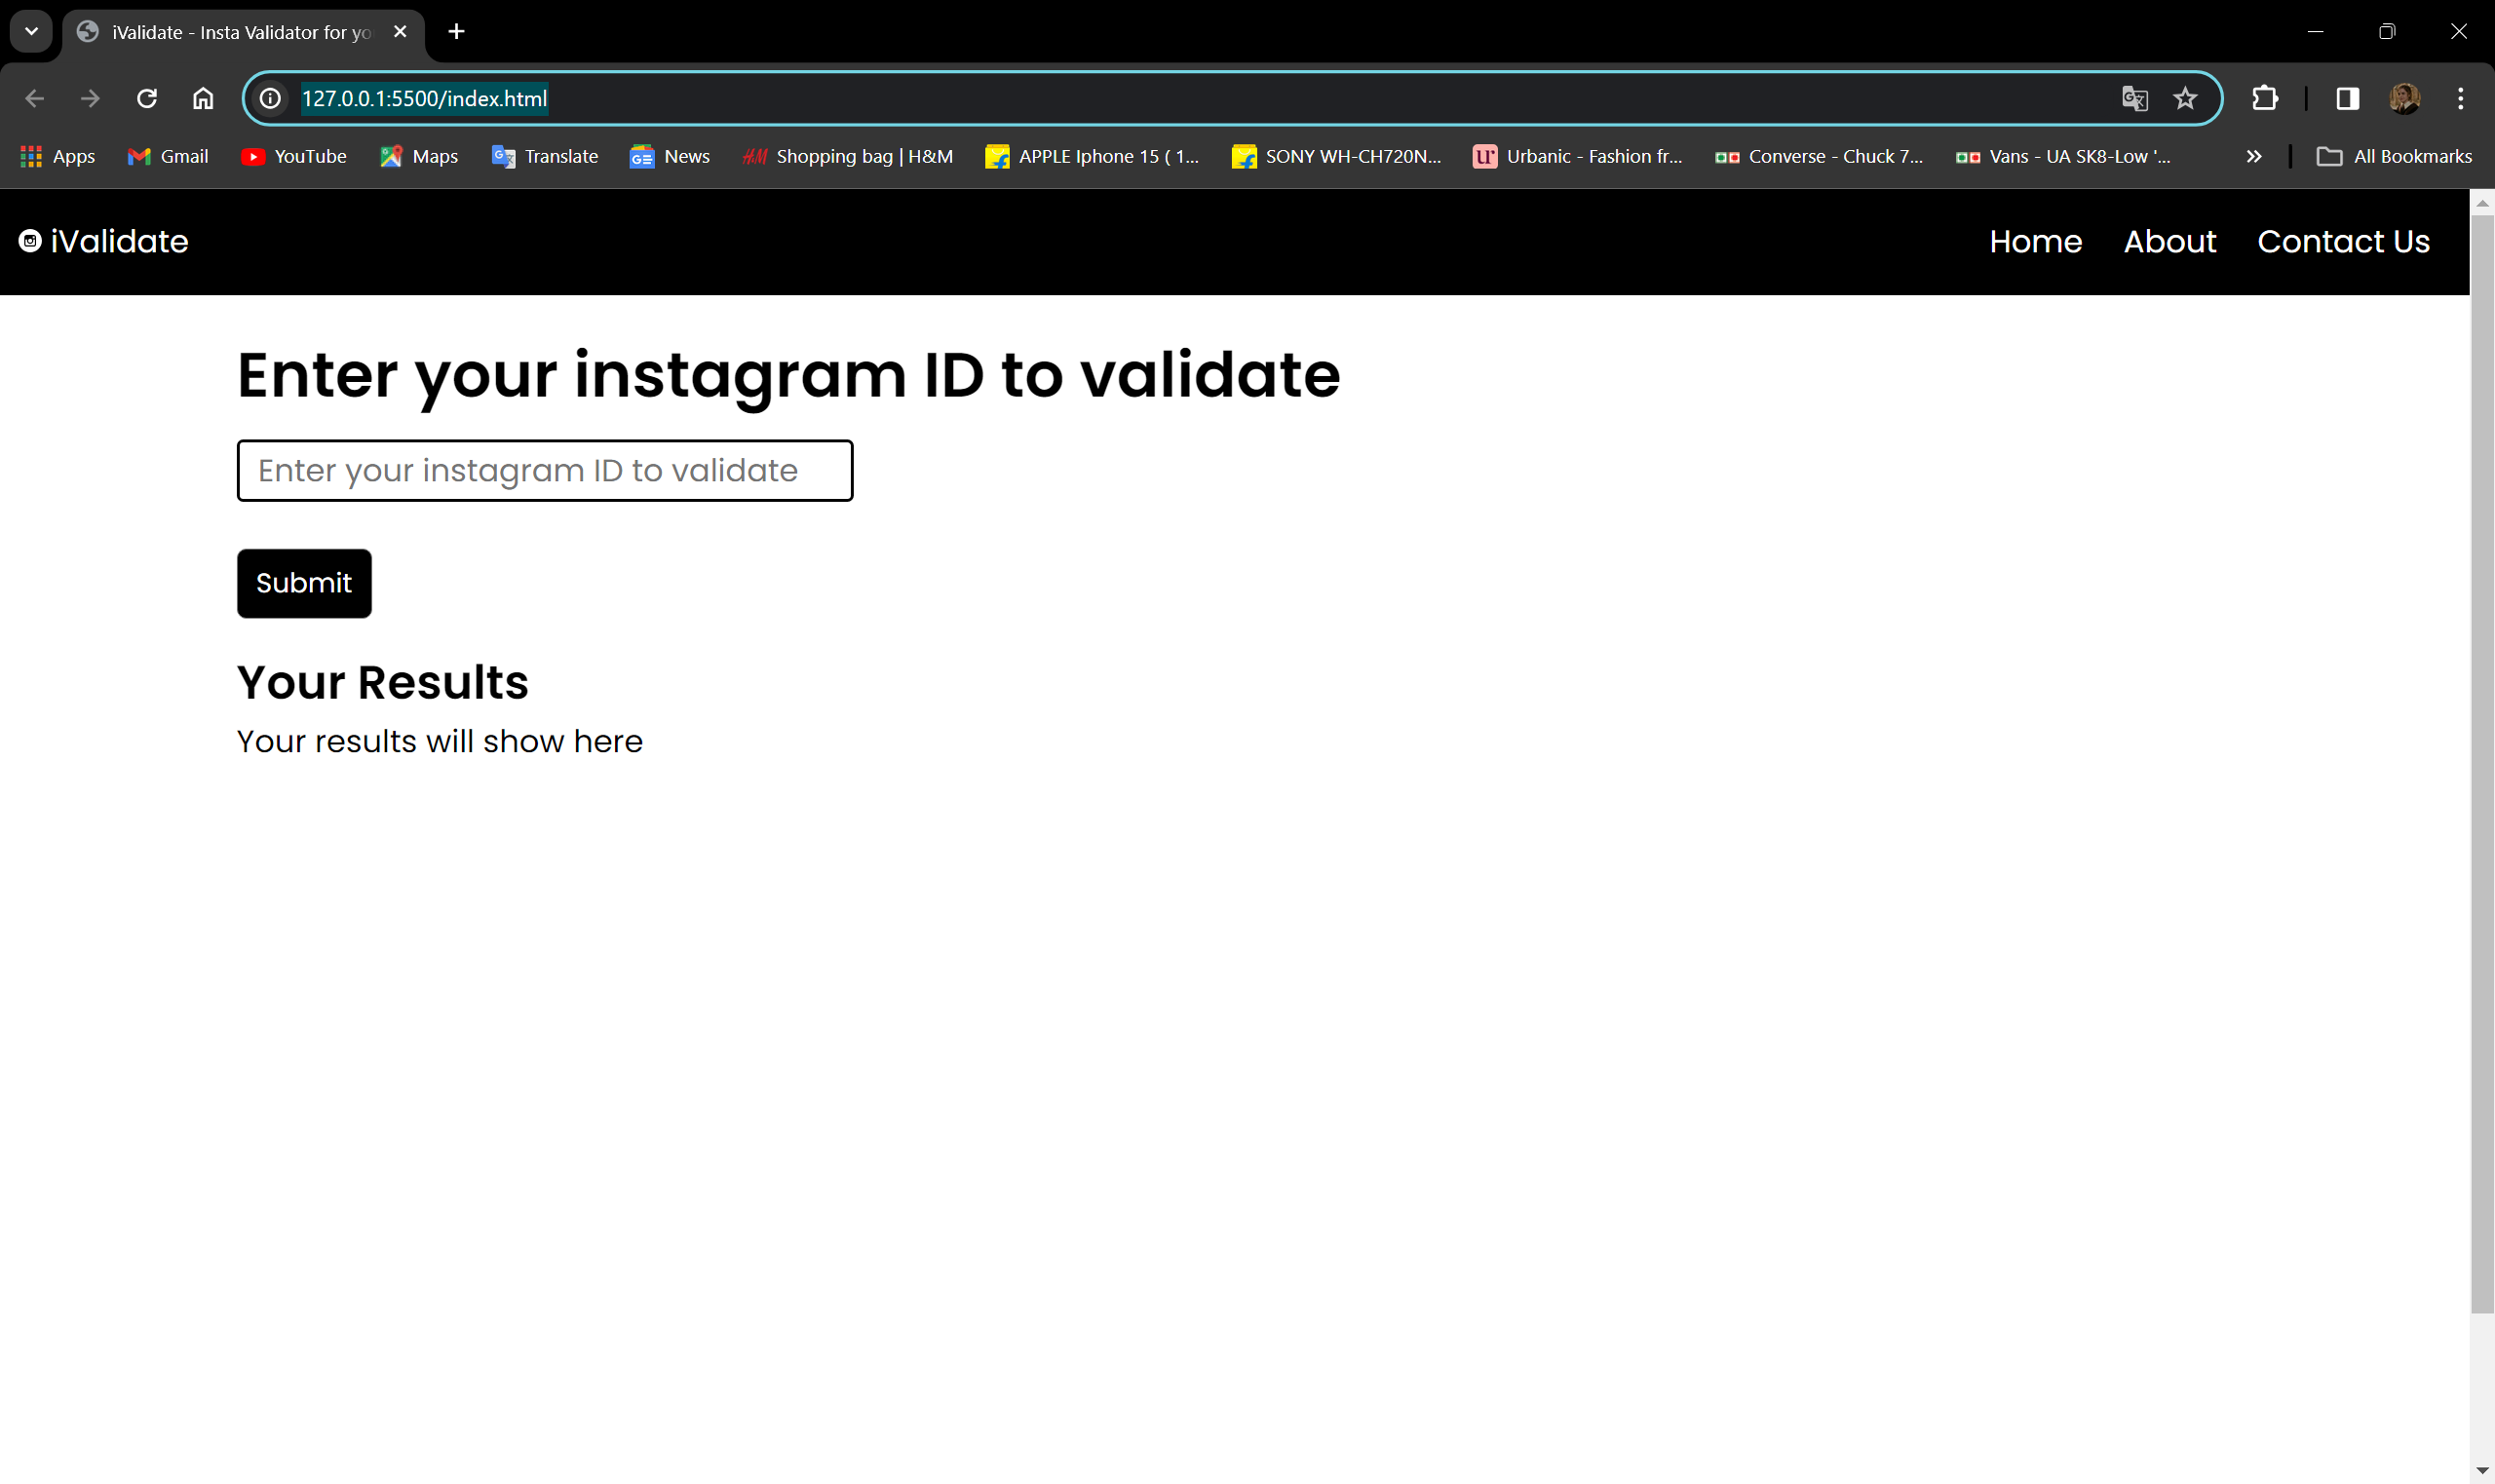 iValidate - Insta Validator for yo
127.0.0.1:5500/index.html
Apps Gmail YouTube Maps Translate News Shopping bag | H&M APPLE Iphone 15 ( 1... SONY WH-CH720N... Urbanic - Fashion fr... Converse - Chuck 7... Vans - UA SK8-Low '... All Bookmarks
iValidate Home About Contact Us
Enter your instagram ID to validate
Enter your instagram ID to validate
Submit
Your Results
Your results will show here